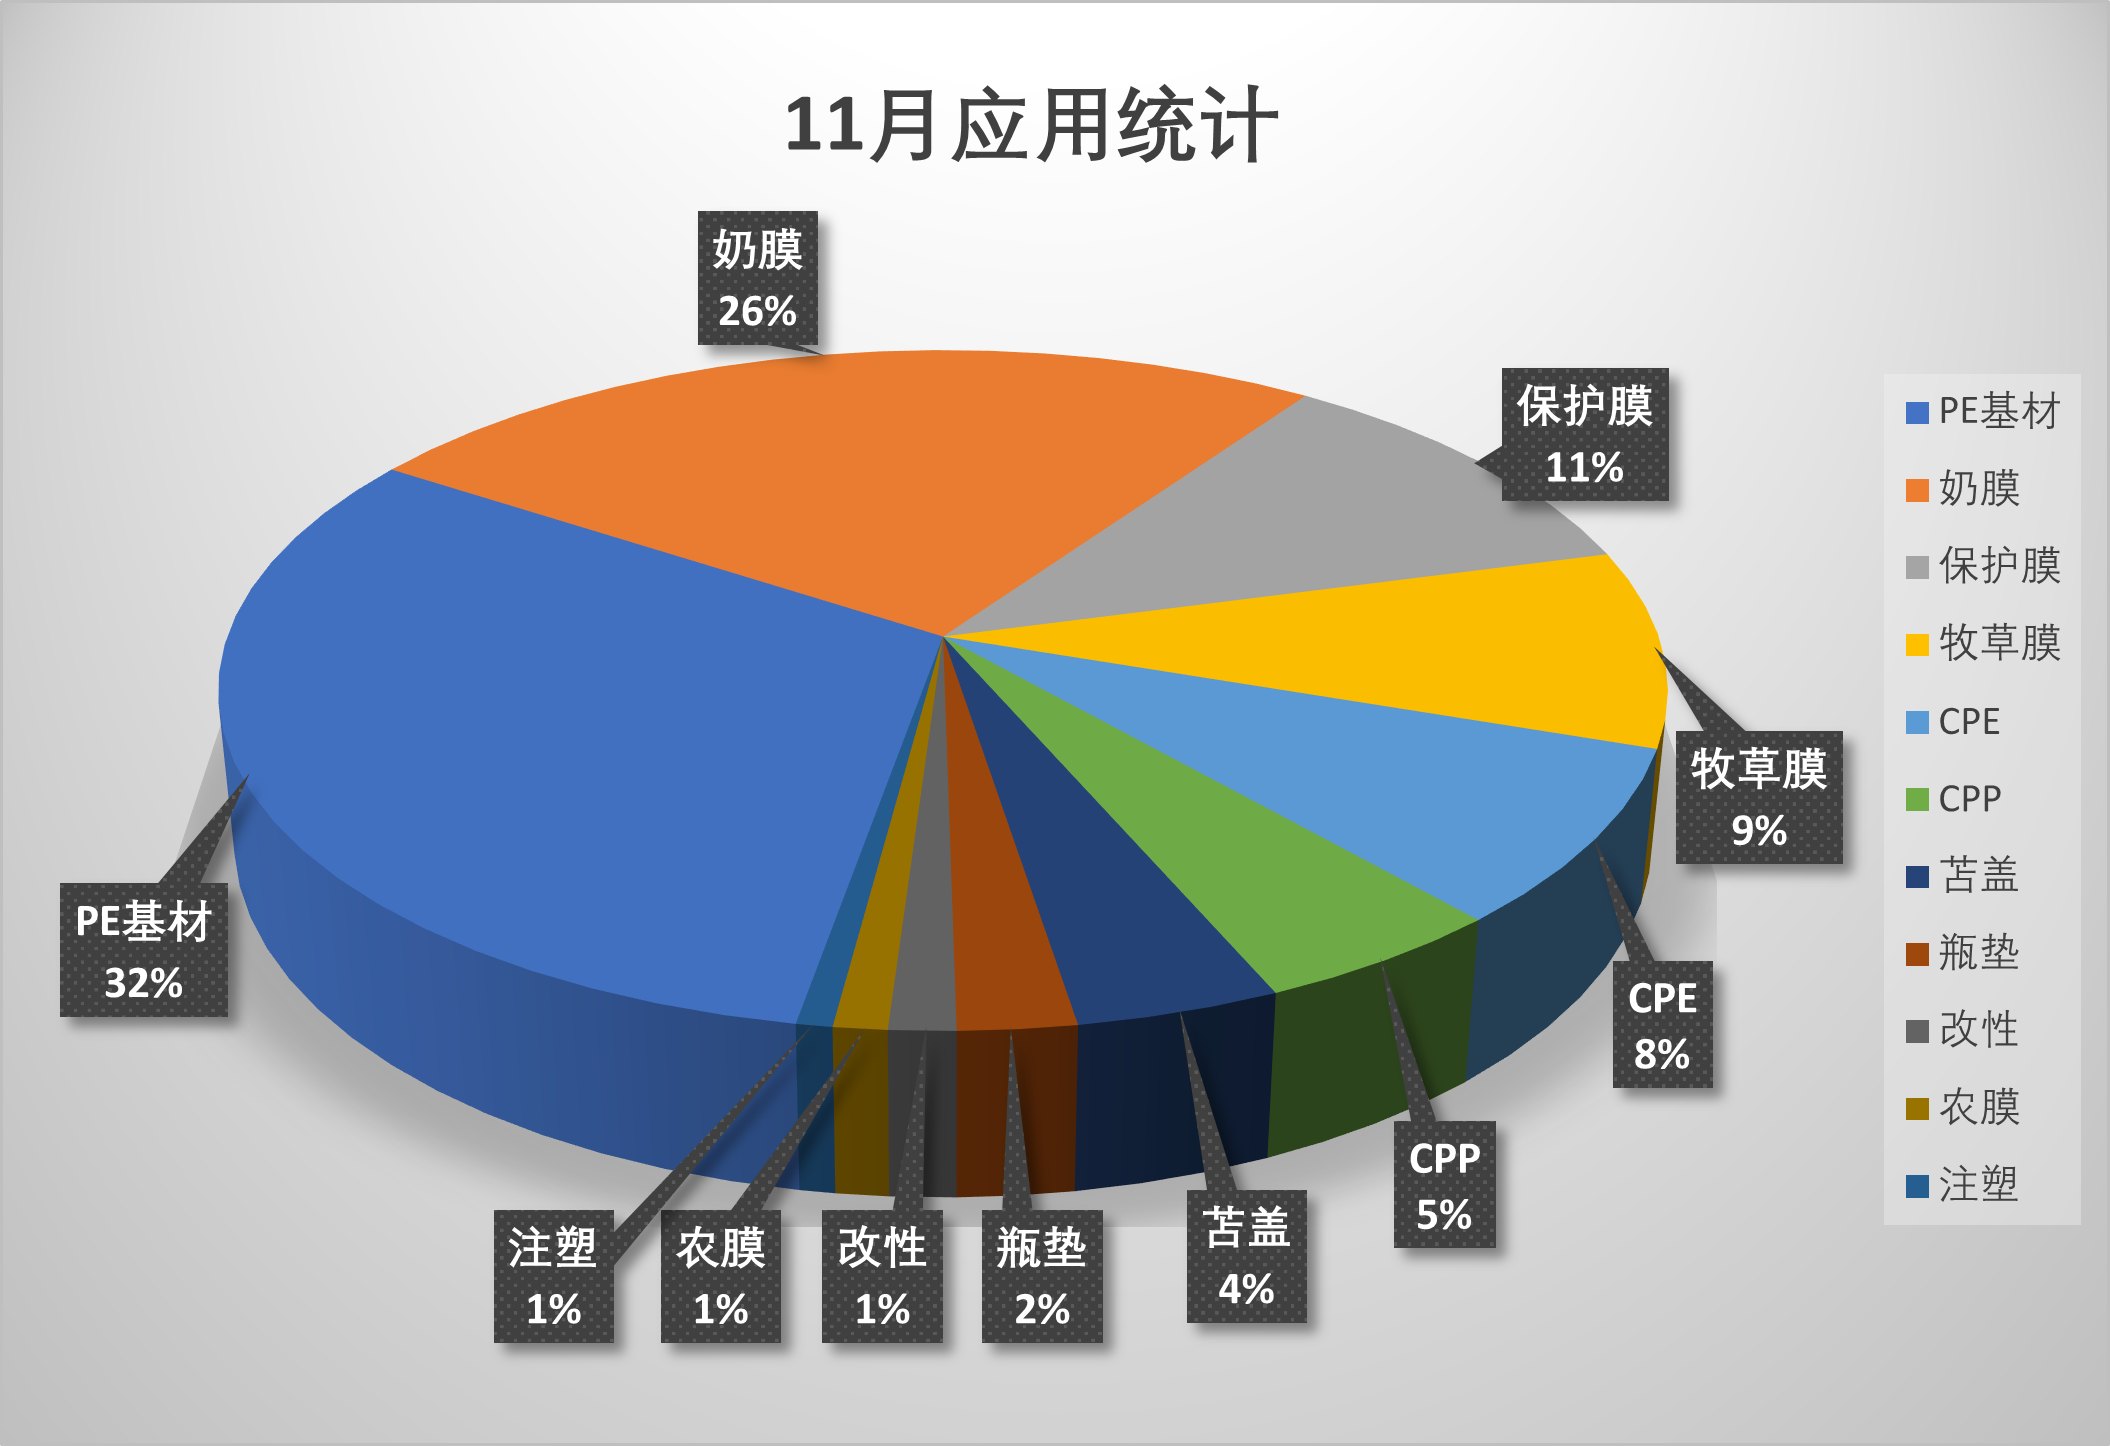 11月应用统计
奶膜
26%
保护膜
11%
牧草膜
9%
CPE
8%
CPP
5%
苫盖
4%
瓶垫
2%
改性
1%
农膜
1%
注塑
1%
PE基材
32%
PE基材
奶膜
保护膜
牧草膜
CPE
CPP
苫盖
瓶垫
改性
农膜
注塑